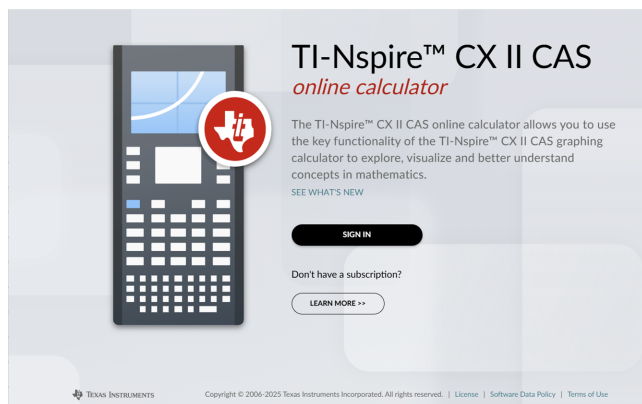 TI-Nspire™ CX II CAS
online calculator
The TI-Nspire™ CX II CAS online calculator allows you to use
the key functionality of the TI-Nspire™ CX II CAS graphing
calculator to explore, visualize and better understand
concepts in mathematics.
SEE WHAT'S NEW
SIGN IN
Don't have a subscription?
LEARN MORE >>
TEXAS INSTRUMENTS
Copyright © 2006-2025 Texas Instruments Incorporated. All rights reserved. | License | Software Data Policy | Terms of Use